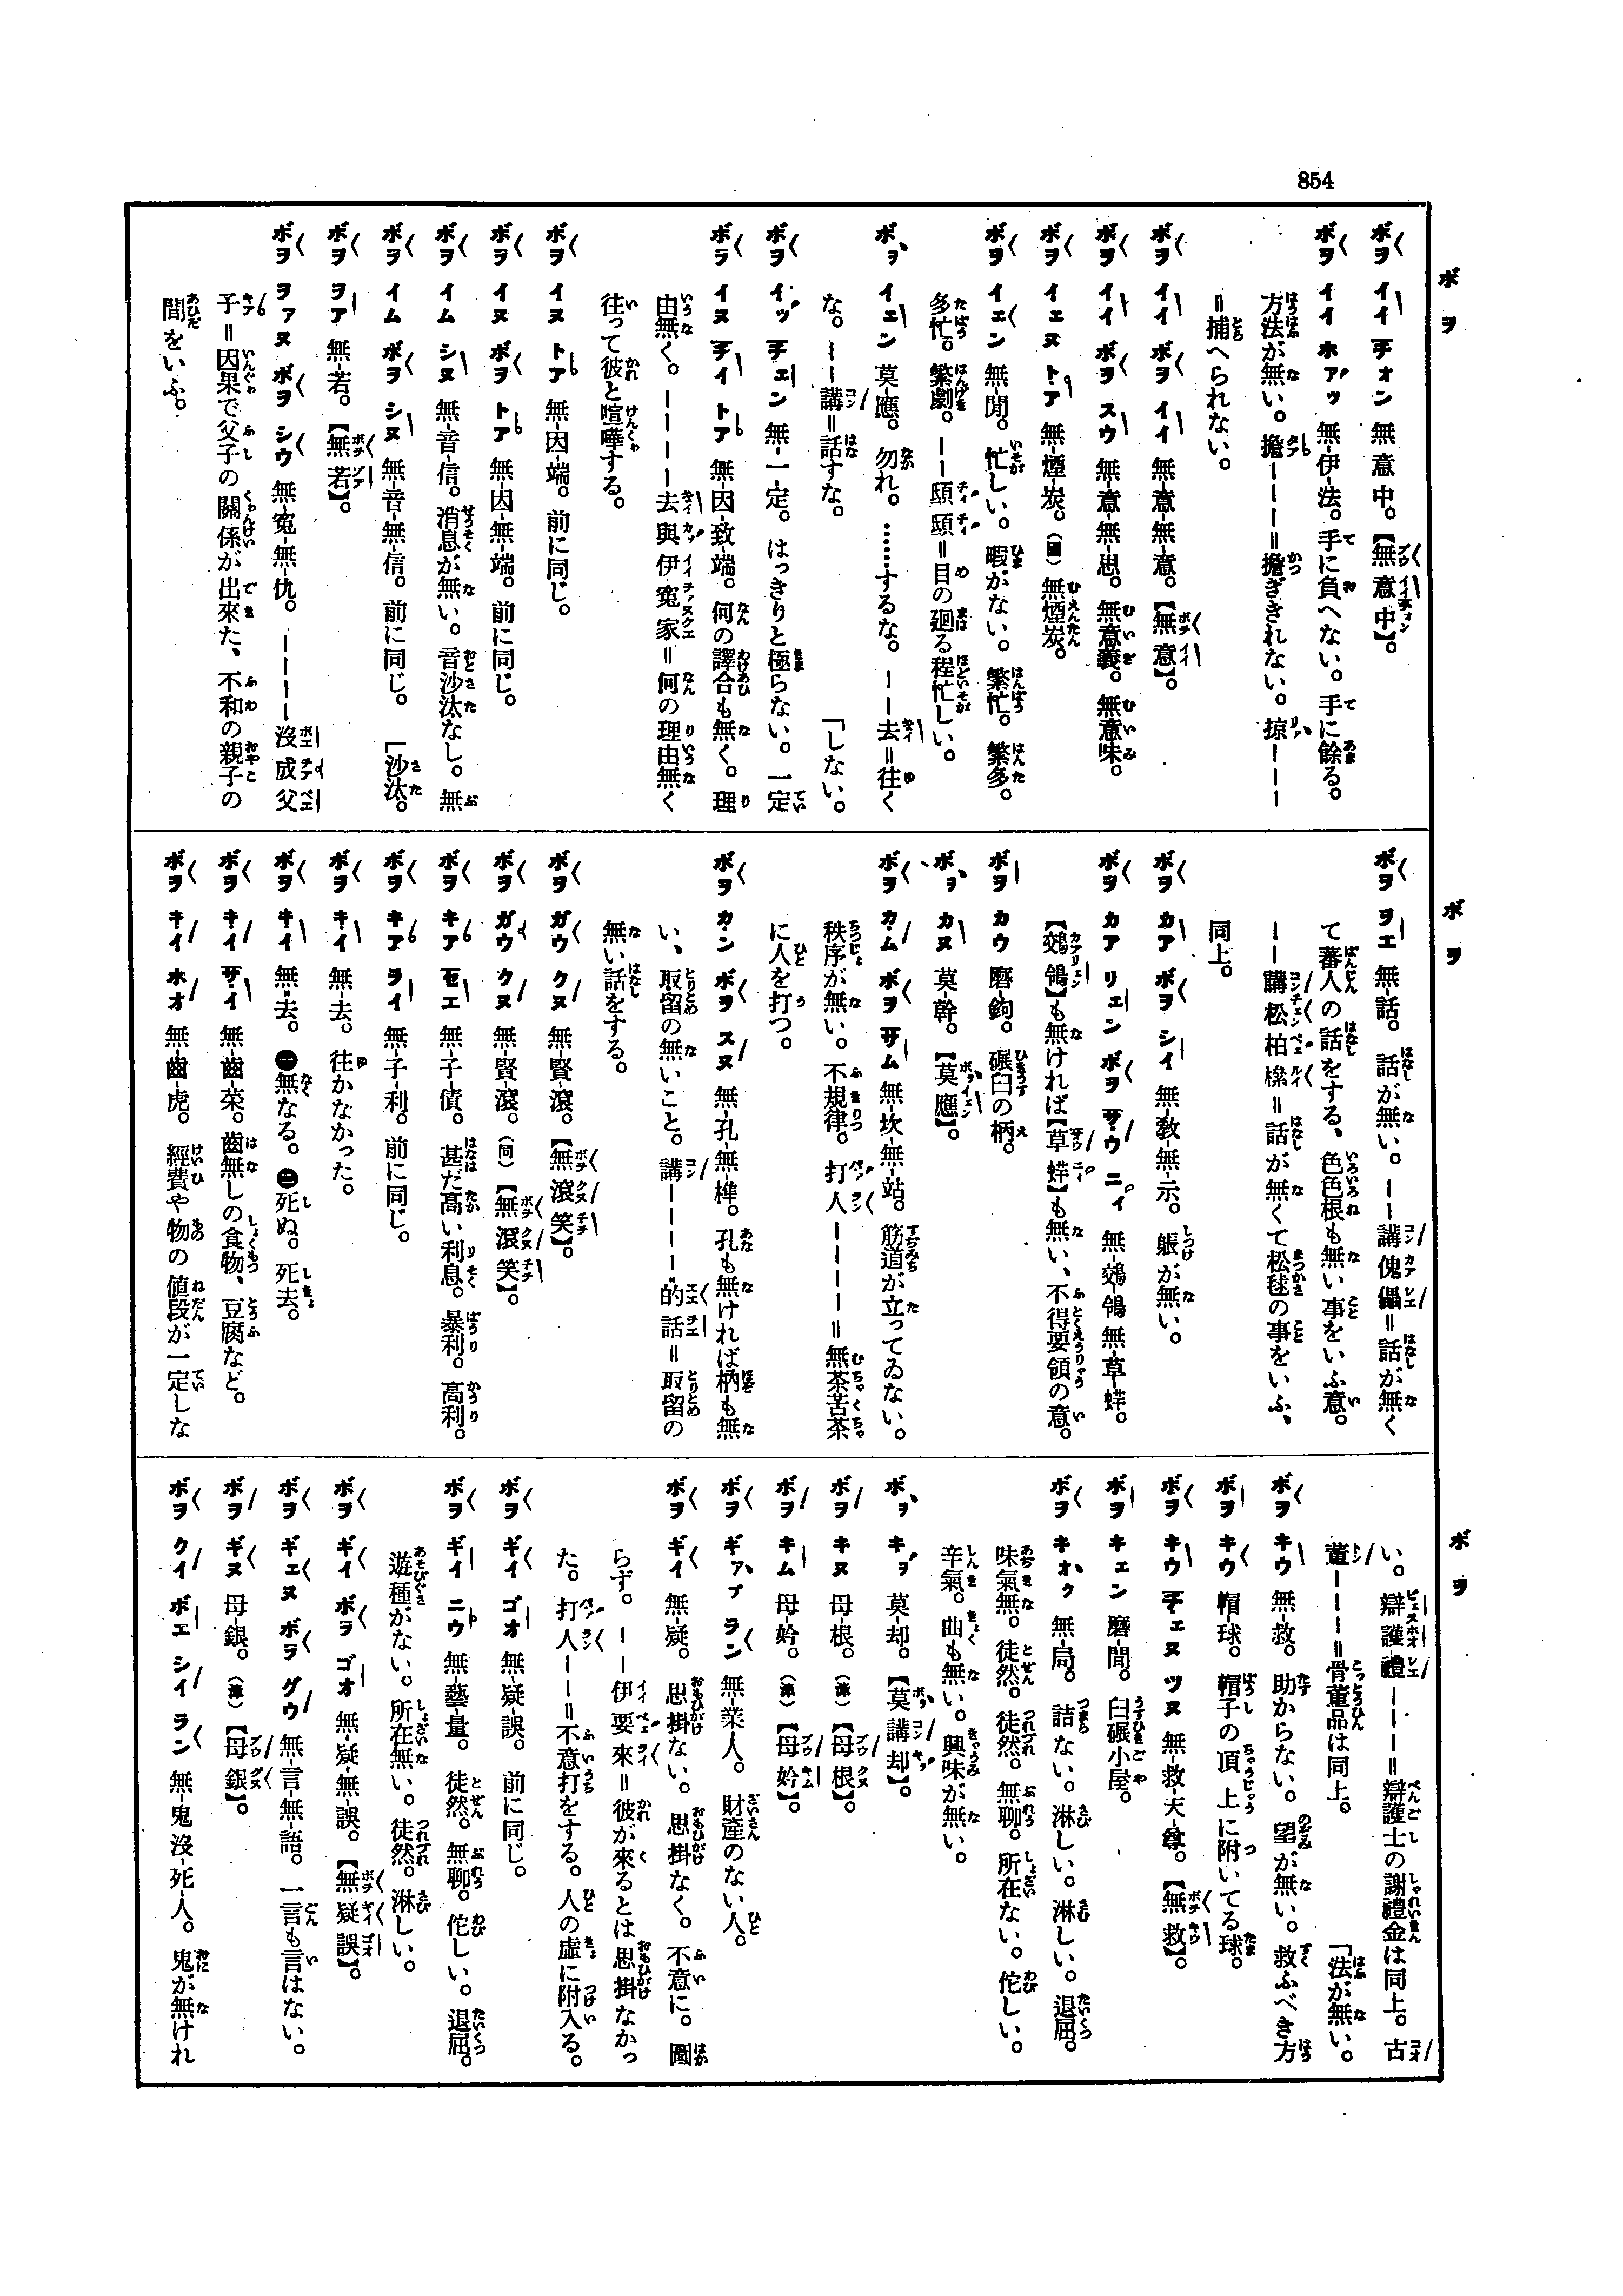 854
ボヲ
ボヲ イイ チォン 無意中。【無意中】。
ボヲ イイ ホアッ 無-伊-法。手に負へない。手に餘る。
方法が無い。擔ーーーー＝擔ぎきれない。掠ーーー
＝捕へられない。
ボヲ イイ ボヲ イイ 無-意-無-意。【無意】。
ボヲ イイ ボヲ スウ 無-意-無-思。無意義。無意味。
ボヲ イエヌ トア 無-煙-炭。無煙炭。
ボヲ イエン 無-閒。忙しい。暇がない。繁忙。繁多。
多忙。繁劇。ーー頤頤＝目の廻る程忙しい。
ボヲ イエン 莫-應。勿れ。……するな。ーー去＝往く
な。ーー講＝話すな。 「しない。
ボヲ イッ チェン 無-一-定。はっきりと極らない。一定
ボヲ イヌ チイ トア 無-因-致-端。何の譯合も無く。理
由無く。ーーーー去與伊寃家＝何の理由無く
往って彼と喧嘩する。
ボヲ イヌ トア 無-因-端。前に同じ。
ボヲ イヌ ボヲ トア 無-因-無-端。前に同じ。
ボヲ イム シヌ 無-音-信。消息が無い。音沙汰なし。無
ボヲ イム ボヲ シヌ 無-音-無-信。前に同じ。 「沙汰。
ボヲ ヲア 無-若。【無若】。
ボヲ ヲァヌ ボヲ シウ 無-寃-無-仇。ーーーー沒成父
子＝因果で父子の關係が出來た、不和の親子の
間をいふ。
ボヲ
ボヲ ヲエ 無-話。話が無い。ーー講傀儡＝話が無く
て蕃人の話をする、色色根も無い事をいふ意。
ーー講松柏檑＝話が無くて松毬の事をいふ、
同上。
ボヲ カア ボヲ シイ 無-敎-無-示。躾が無い。
ボヲ カア リェン ボヲ ザウ ニイ 無-鵁-鴒無-草-蜢。
【鵁鴒】も無ければ【草蜢】も無い、不得要領の意。
ボヲ カウ 磨-鉤。碾臼の柄。
ボヲ カヌ 莫-幹。【莫應】。
ボヲ カム ボヲ ザム 無-坎-無-站。筋道が立ってゐない。
秩序が無い。不規律。打人ーーーー＝無茶苦茶
に人を打つ。
ボヲ カン ボヲ スヌ 無-孔-無-榫。孔も無ければ柄も無
い、取留の無いこと。講ーーーー的話＝取留の
無い話をする。
ボヲ ガウ クヌ 無-賢-滾。【無滾笑】。
ボヲ ガウ クヌ 無-賢-滾。（同）【無滾笑】。
ボヲ キア セエ 無-子-債。甚だ高い利息。暴利。高利。
ボヲ キア ライ 無-子-利。前に同じ。
ボヲ キイ 無-去。往かなかった。
ボヲ キイ 無-去。㊀無なる。㊁死ぬ。死去。
ボヲ キイ ザイ 無-齒-菜。齒無しの食物、豆腐など。
ボヲ キイ ホオ 無-齒-虎。經費や物の値段が一定しな
ボヲ
い。辯護禮ーーー＝辯護士の謝禮金は同上。古
董ーーー＝骨董品は同上。 「法が無い。
ボヲ キウ 無-救。助からない。望が無い。救ふべき方
ボヲ キウ 帽-球。帽子の頂上に附いてる球。
ボヲ キウ チェヌ ツヌ 無-救-天-尊。【無救】。
ボヲ キェン 磨-間。臼碾小屋。
ボヲ キオク 無-局。詰ない。淋しい。淋しい。退屈。
味氣無。徒然。徒然。無聊。所在ない。佗しい。
辛氣。曲も無い。興味が無い。
ボヲ キヲ 莫-却。【莫講却】。
ボヲ キヌ 母-根。（漳）【母根】。
ボヲ キム 母-妗。（漳）【母妗】。
ボヲ ギァプ ラン 無-業-人。財產のない人。
ボヲ ギイ 無-疑。思掛ない。思掛なく。不意に。圖
らず。ーー伊要來＝彼が來るとは思掛なかっ
た。打人ーー＝不意打をする。人の虛に附入る。
ボヲ ギイ ゴオ 無-疑-誤。前に同じ。
ボヲ ギイ ニウ 無-藝-量。徒然。無聊。佗しい。退屈。
遊種がない。所在無い。徒然。淋しい。
ボヲ ギイ ボヲ ゴオ 無-疑-無-誤。【無疑誤】。
ボヲ ギェヌ ボヲ グウ 無-言-無-語。一言も言はない。
ボヲ ギヌ 母-銀。（漳）【母銀】。
ボヲ クイ ボエ シイ ラン 無-鬼沒-死-人。鬼が無けれ